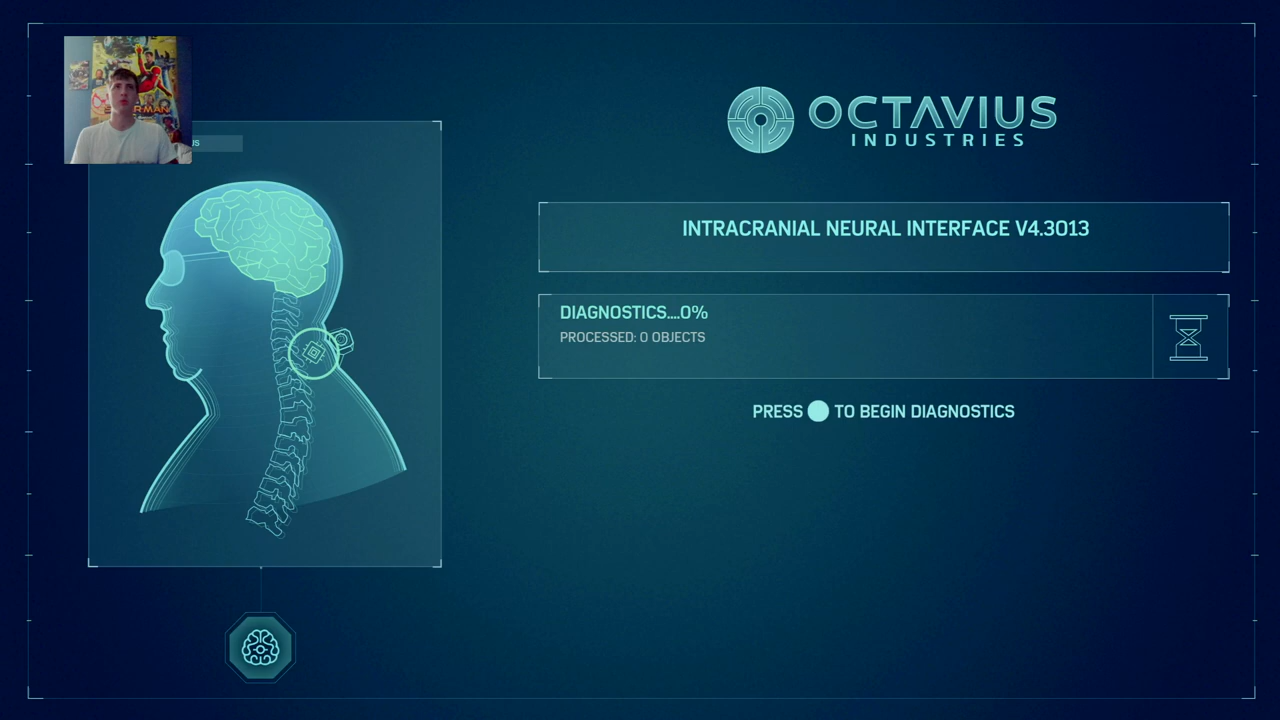 OCTAVIUS
INDUSTRIES
INTRACRANIAL NEURAL INTERFACE V4.3013
DIAGNOSTICS....0%
PROCESSED: 0 OBJECTS
PRESS TO BEGIN DIAGNOSTICS